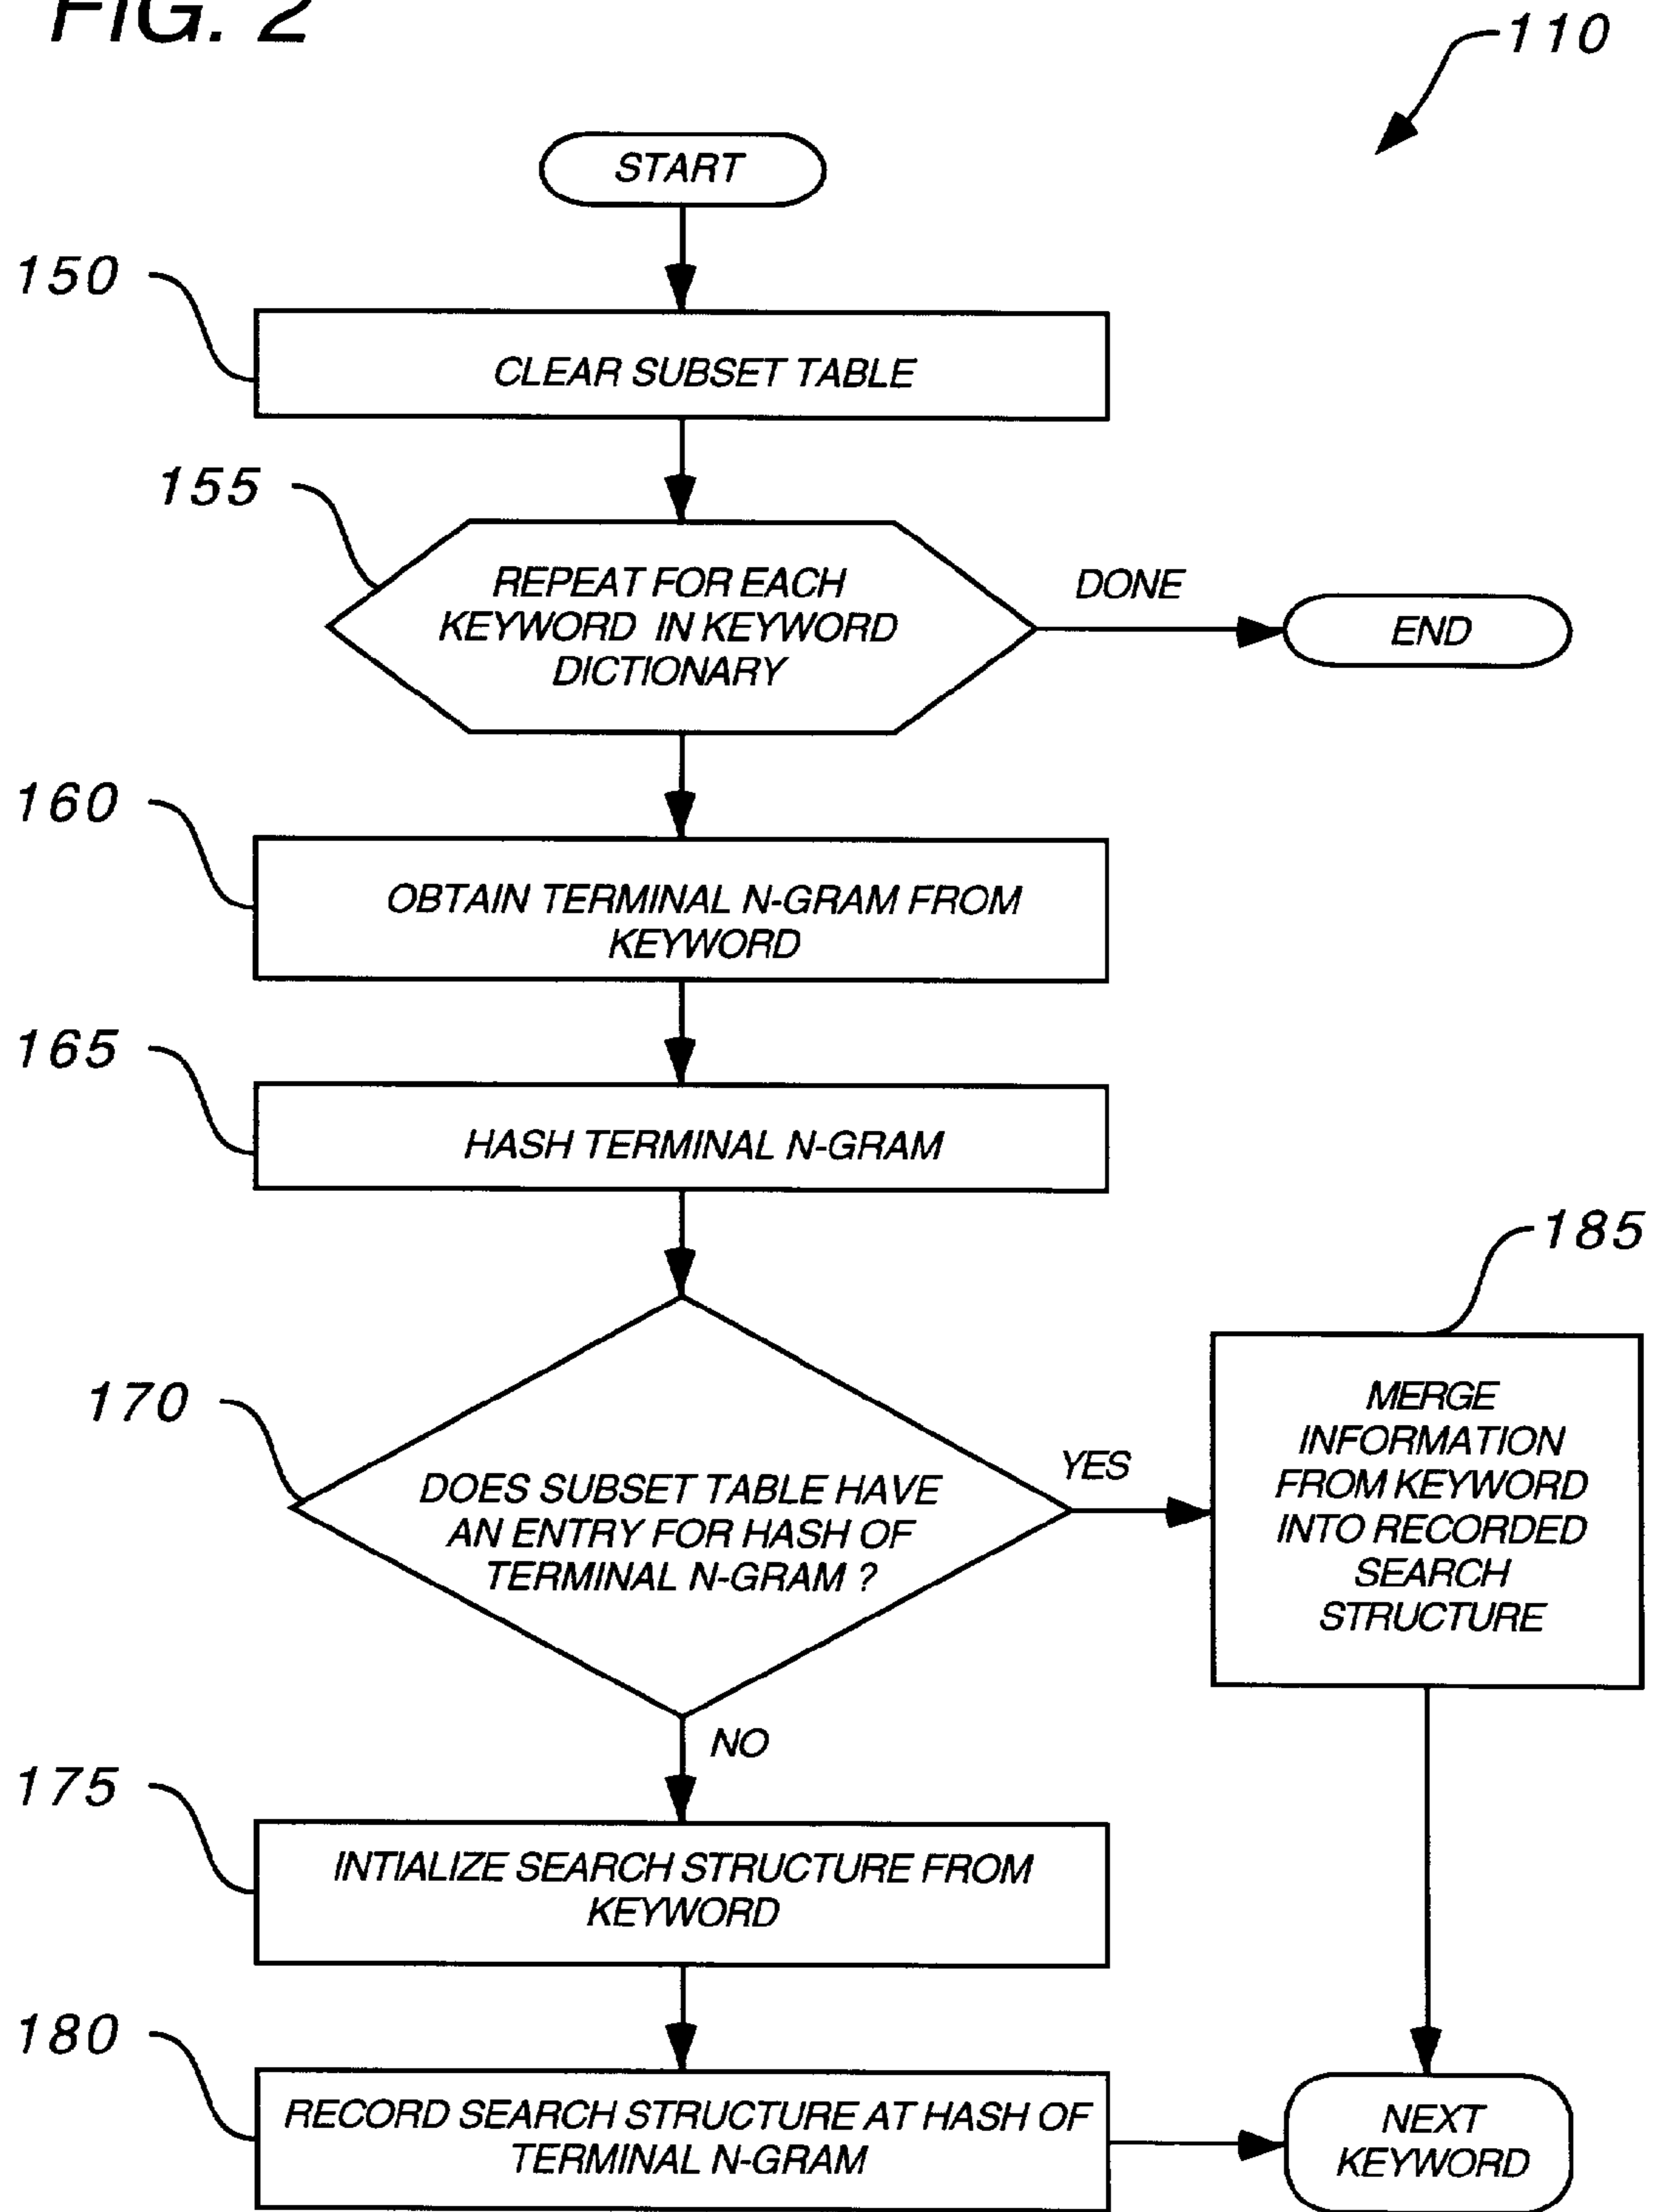 FIG. 2
110
START
150
CLEAR SUBSET TABLE
155
REPEAT FOR EACH
KEYWORD IN KEYWORD
DICTIONARY
DONE
END
160
OBTAIN TERMINAL N-GRAM FROM
KEYWORD
165
HASH TERMINAL N-GRAM
170
DOES SUBSET TABLE HAVE
AN ENTRY FOR HASH OF
TERMINAL N-GRAM ?
YES
185
MERGE
INFORMATION
FROM KEYWORD
INTO RECORDED
SEARCH
STRUCTURE
NO
175
INTIALIZE SEARCH STRUCTURE FROM
KEYWORD
180
RECORD SEARCH STRUCTURE AT HASH OF
TERMINAL N-GRAM
NEXT
KEYWORD